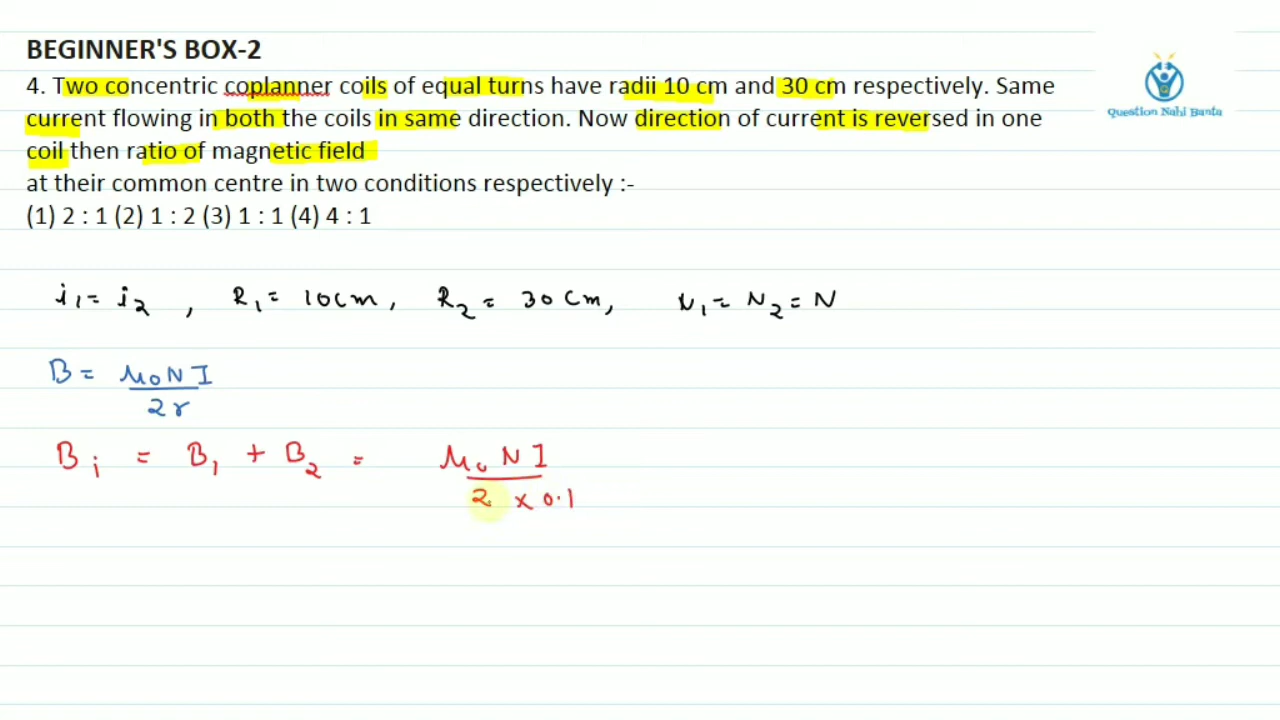 BEGINNER'S BOX-2
4. Two concentric coplanner coils of equal turns have radii 10 cm and 30 cm respectively. Same
current flowing in both the coils in same direction. Now direction of current is reversed in one
coil then ratio of magnetic field
at their common centre in two conditions respectively :-
(1) 2 : 1 (2) 1 : 2 (3) 1 : 1 (4) 4 : 1
Question Nahi Banta
i₁ = i₂ , R₁ = 10cm, R₂ = 30 cm, N₁ = N₂ = N
B = μ₀NI
2r
Bᵢ = B₁ + B₂ = μ₀NI
2 × 0.1